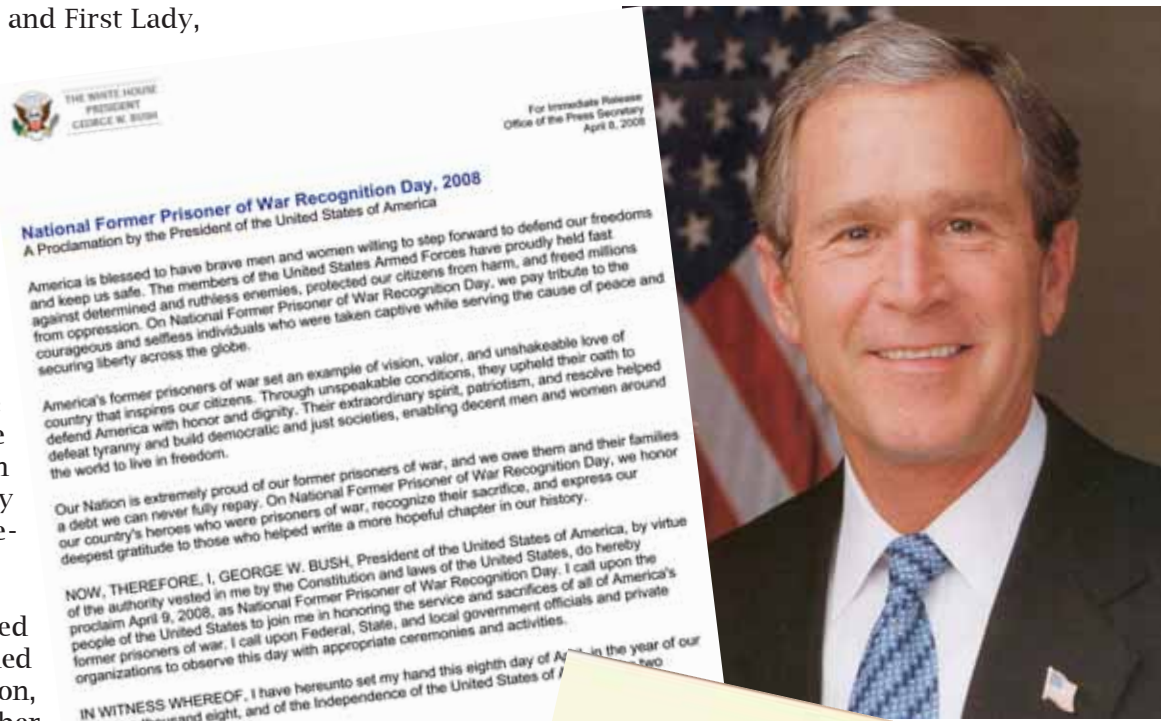 and First Lady,
THE WHITE HOUSE
PRESIDENT
GEORGE W. BUSH
For Immediate Release
Office of the Press Secretary
April 8, 2008
National Former Prisoner of War Recognition Day, 2008
A Proclamation by the President of the United States of America
America is blessed to have brave men and women willing to step forward to defend our freedoms
and keep us safe. The members of the United States Armed Forces have proudly held fast
against determined and ruthless enemies, protected our citizens from harm, and freed millions
from oppression. On National Former Prisoner of War Recognition Day, we pay tribute to the
courageous and selfless individuals who were taken captive while serving the cause of peace and
securing liberty across the globe.
America's former prisoners of war set an example of vision, valor, and unshakeable love of
country that inspires our citizens. Through unspeakable conditions, they upheld their oath to
defend America with honor and dignity. Their extraordinary spirit, patriotism, and resolve helped
defeat tyranny and build democratic and just societies, enabling decent men and women around
the world to live in freedom.
Our Nation is extremely proud of our former prisoners of war, and we owe them and their families
a debt we can never fully repay. On National Former Prisoner of War Recognition Day, we honor
our country's heroes who were prisoners of war, recognize their sacrifice, and express our
deepest gratitude to those who helped write a more hopeful chapter in our history.
NOW, THEREFORE, I, GEORGE W. BUSH, President of the United States of America, by virtue
of the authority vested in me by the Constitution and laws of the United States, do hereby
proclaim April 9, 2008, as National Former Prisoner of War Recognition Day. I call upon the
people of the United States to join me in honoring the service and sacrifices of all of America's
former prisoners of war. I call upon Federal, State, and local government officials and private
organizations to observe this day with appropriate ceremonies and activities.
IN WITNESS WHEREOF, I have hereunto set my hand this eighth day of April, in the year of our
thousand eight, and of the Independence of the United States of two
e
n
y
e-
ed
ed
on,
her